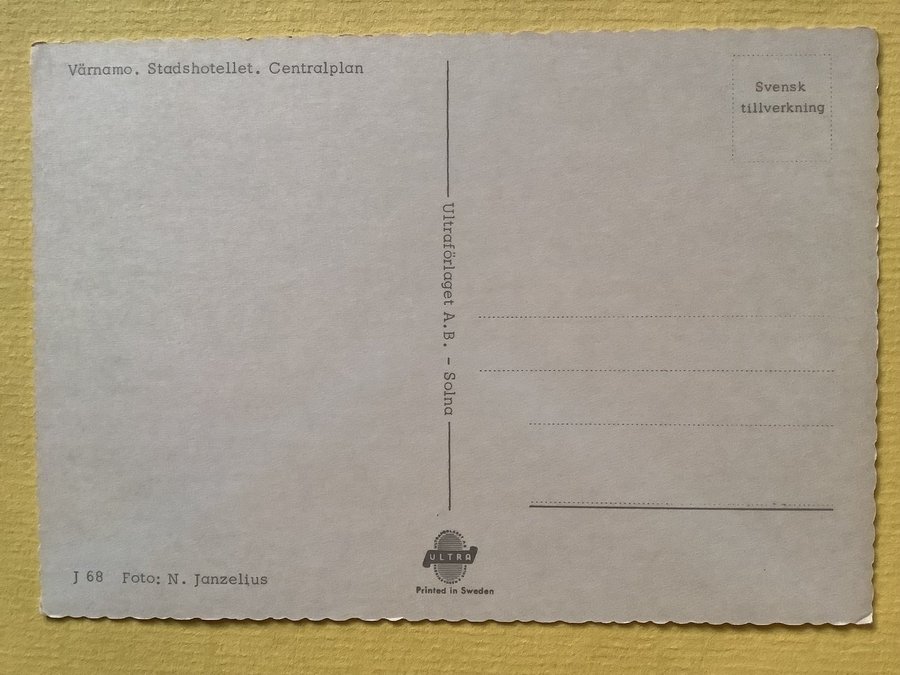 Värnamo. Stadshotellet. Centralplan
Svensk
tillverkning
Ultraförlaget A.B. - Solna
J 68 Foto: N. Janzelius
ULTRA
Printed in Sweden